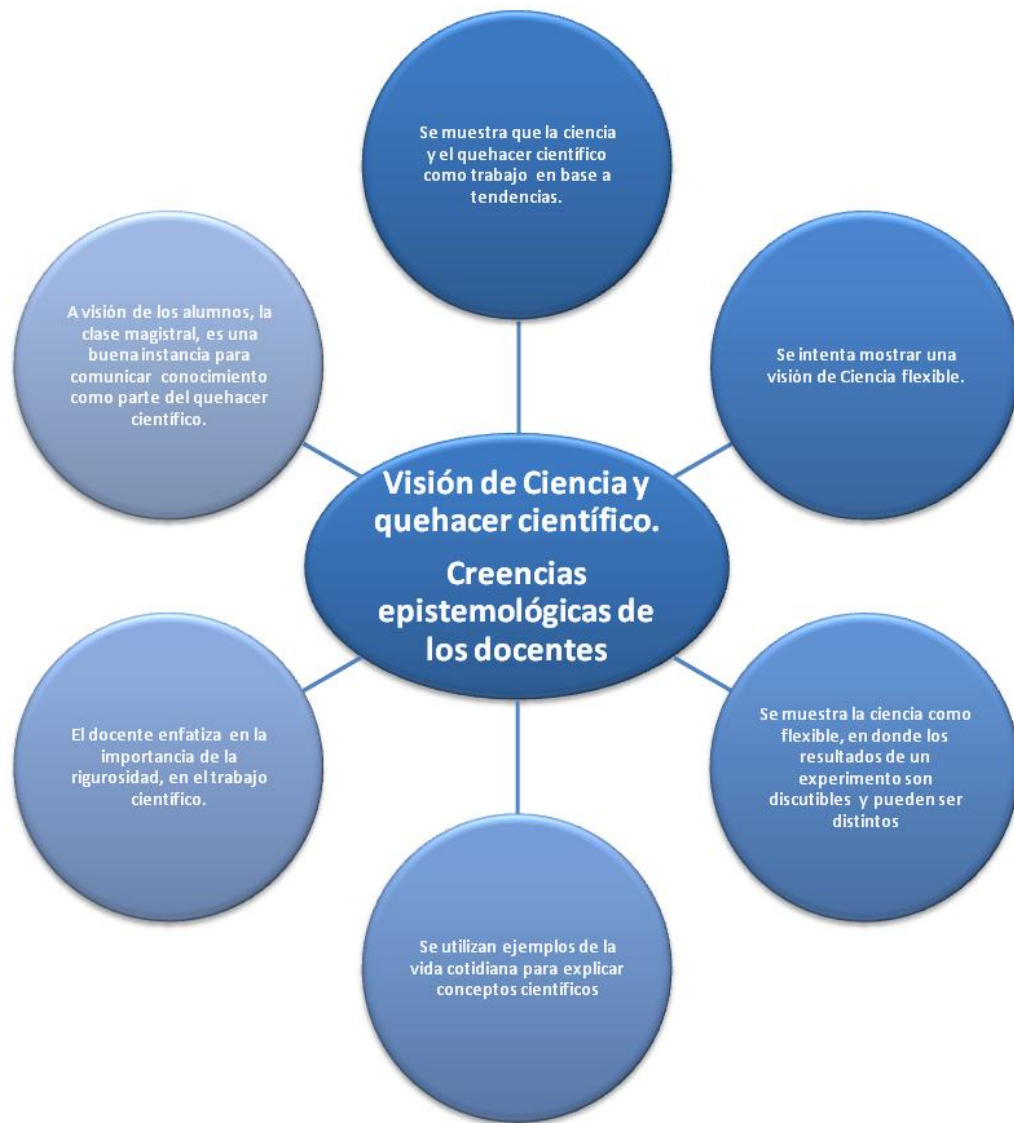 Se muestra que la ciencia
y el quehacer científico
como trabajo en base a
tendencias.
A visión de los alumnos, la
clase magistral, es una
buena instancia para
comunicar conocimiento
como parte del quehacer
científico.
Se intenta mostrar una
visión de Ciencia flexible.
Visión de Ciencia y
quehacer científico.
Creencias
epistemológicas de
los docentes
El docente enfatiza en la
importancia de la
rigurosidad, en el trabajo
científico.
Se muestra la ciencia como
flexible, en donde los
resultados de un
experimento son
discutibles y pueden ser
distintos
Se utilizan ejemplos de la
vida cotidiana para explicar
conceptos científicos